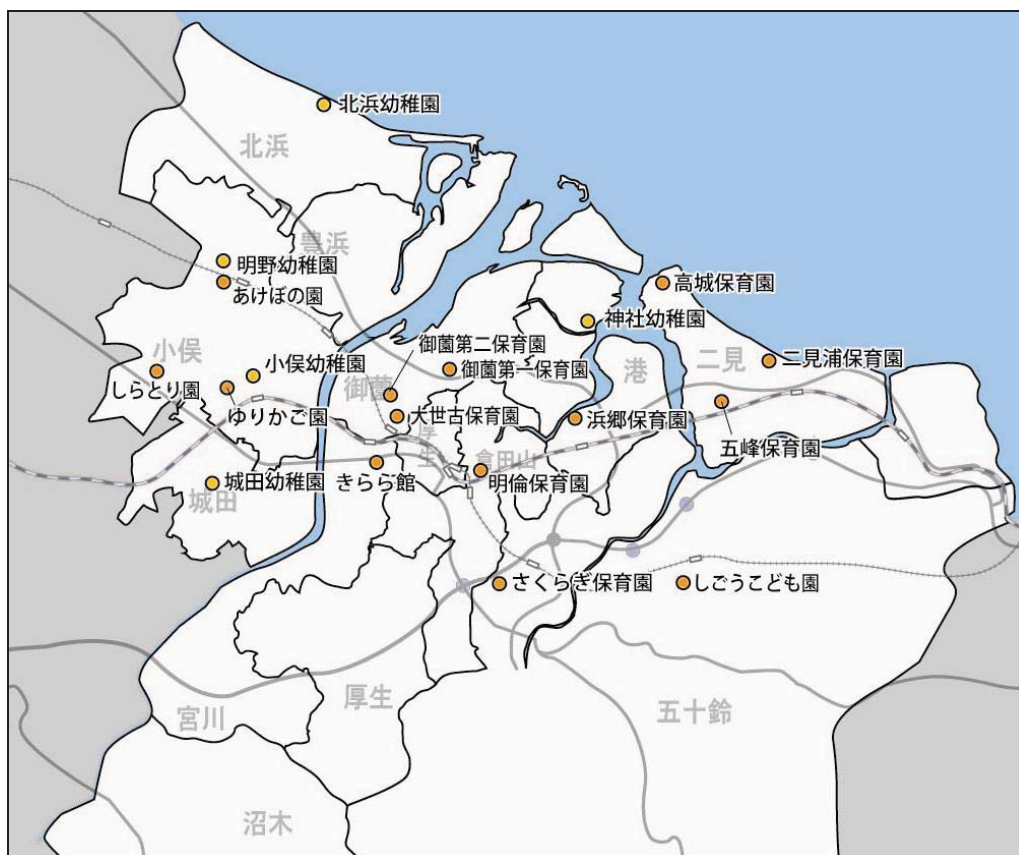 北浜幼稚園
北浜
豊浜
明野幼稚園
あけぼの園
高城保育園
神社幼稚園
御薗第二保育園
小俣
小俣幼稚園
御薗第一保育園
港
二見
二見浦保育園
しらとり園
御薗
ゆりかご園
大世古保育園
浜郷保育園
厚生
五峰保育園
倉田山
城田幼稚園
きらら館
明倫保育園
城田
さくらぎ保育園
しごうこども園
厚生
宮川
五十鈴
沼木